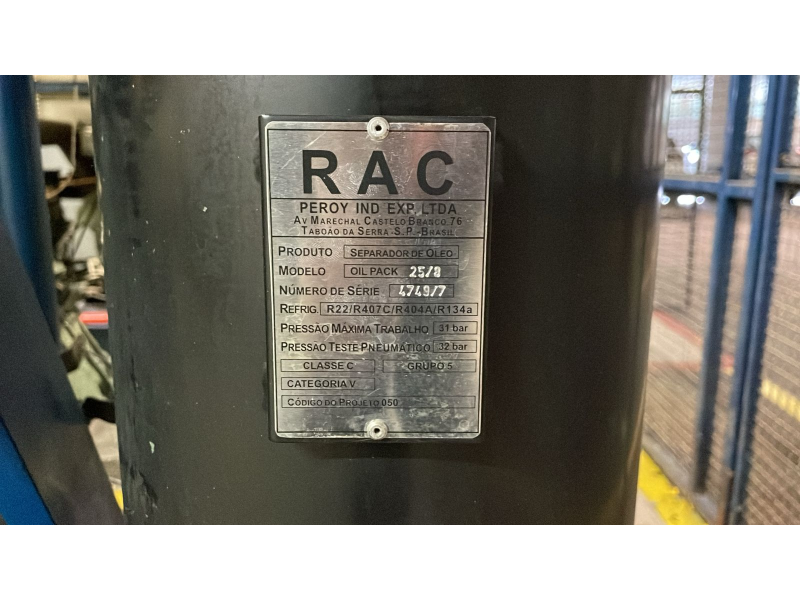 RAC
PEROY IND EXP. LTDA
AV MARECHAL CASTELO BRANCO, 76
TABOÃO DA SERRA - S.P. - BRASIL
PRODUTO SEPARADOR DE ÓLEO
MODELO OIL PACK 25/8
NÚMERO DE SÉRIE 4749/7
REFRIG. R22/R407C/R404A/R134a
PRESSÃO MÁXIMA TRABALHO 31 bar
PRESSÃO TESTE PNEUMÁTICO 32 bar
CLASSE C GRUPO 5
CATEGORIA V
CÓDIGO DO PROJETO 050